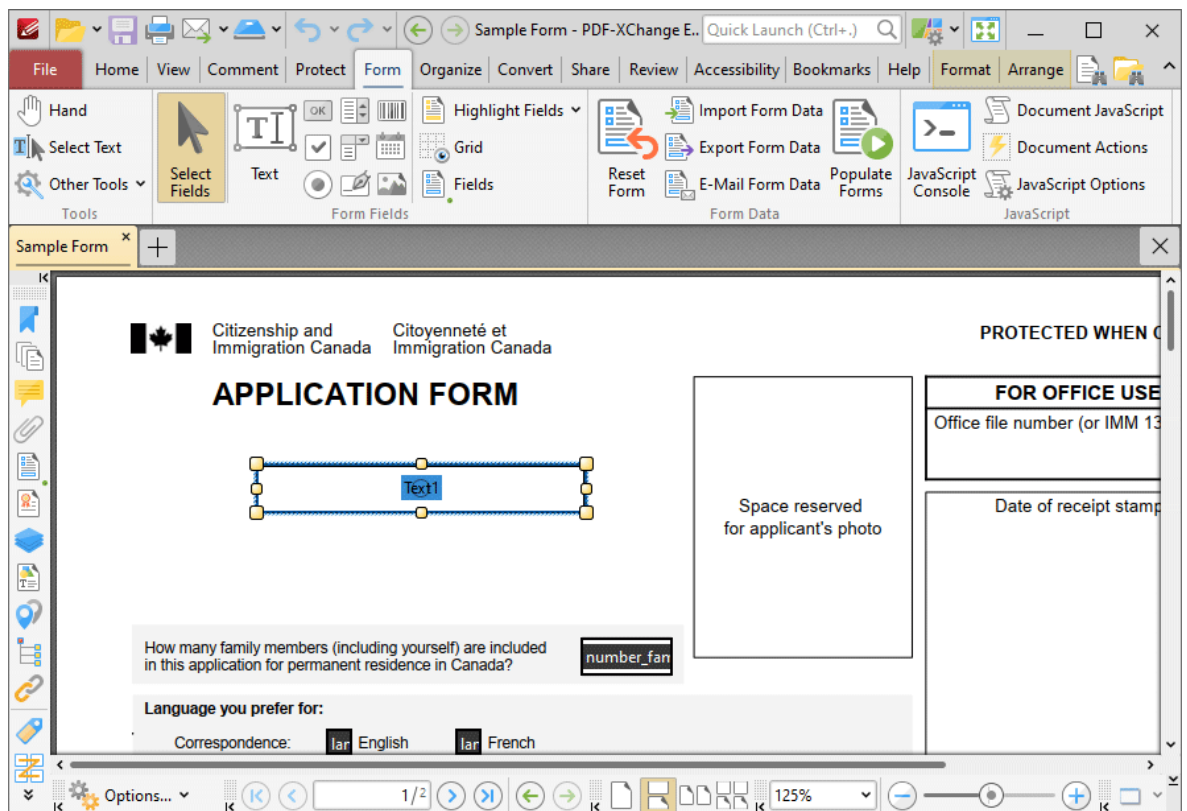 Sample Form - PDF-XChange E..
Quick Launch (Ctrl+.)
File Home View Comment Protect Form Organize Convert Share Review Accessibility Bookmarks Help Format Arrange
Hand
Select Text
Other Tools
Tools
Select Fields
Text
OK
Highlight Fields
Grid
Fields
Form Fields
Reset Form
Import Form Data
Export Form Data
E-Mail Form Data
Populate Forms
Form Data
JavaScript Console
Document JavaScript
Document Actions
JavaScript Options
JavaScript
Sample Form
Citizenship and
Immigration Canada
Citoyenneté et
Immigration Canada
PROTECTED WHEN
APPLICATION FORM
FOR OFFICE USE
Office file number (or IMM 13
Text1
Space reserved
for applicant's photo
Date of receipt stamp
How many family members (including yourself) are included
in this application for permanent residence in Canada?
number_fam
Language you prefer for:
Correspondence: lar English lar French
Options...
1/2
125%